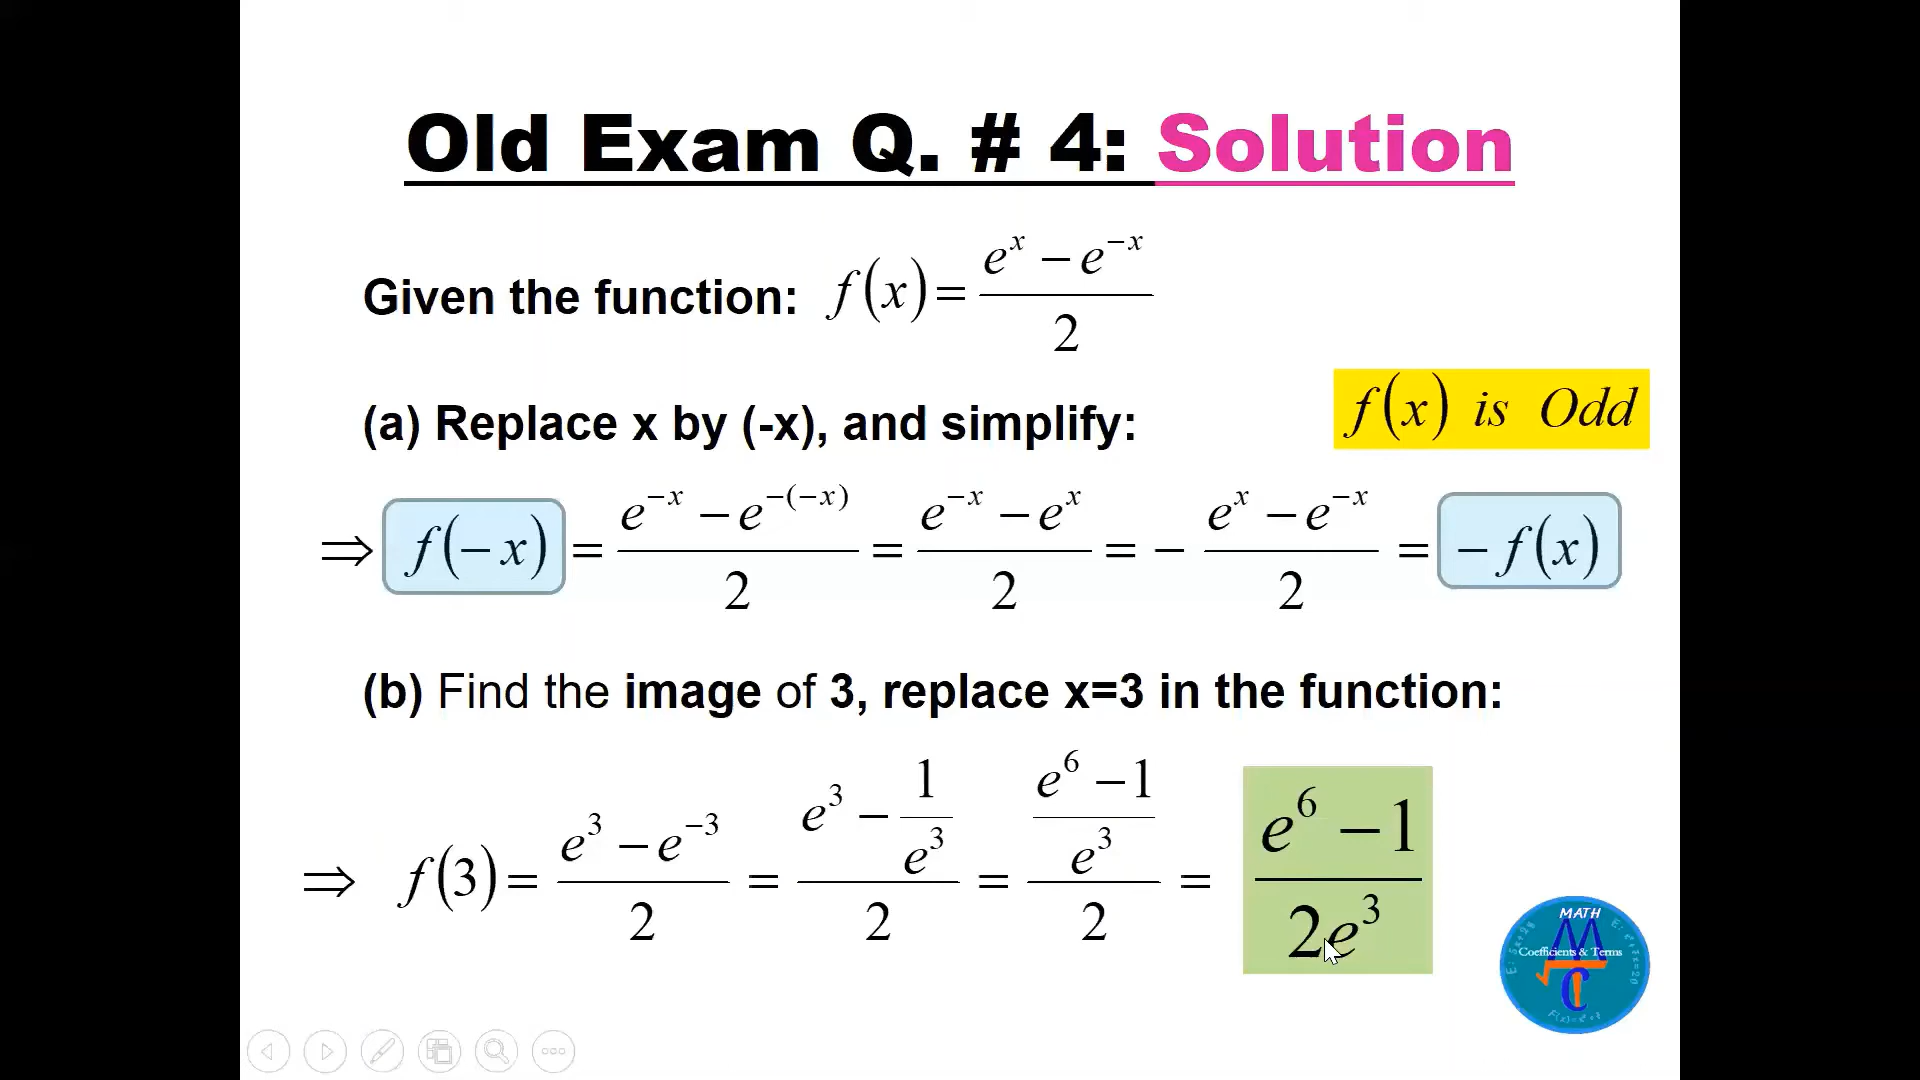 Old Exam Q. # 4: Solution
Given the function: f(x) = (e^x − e^−x)/2
(a) Replace x by (-x), and simplify:
f(x) is Odd
⇒ f(−x) = (e^−x − e^−(−x))/2 = (e^−x − e^x)/2 = − (e^x − e^−x)/2 = − f(x)
(b) Find the image of 3, replace x=3 in the function:
⇒ f(3) = (e^3 − e^−3)/2 = (e^3 − 1/e^3)/2 = ((e^6 − 1)/e^3)/2 = (e^6 − 1)/(2e^3)
MATH
Coefficients & Terms